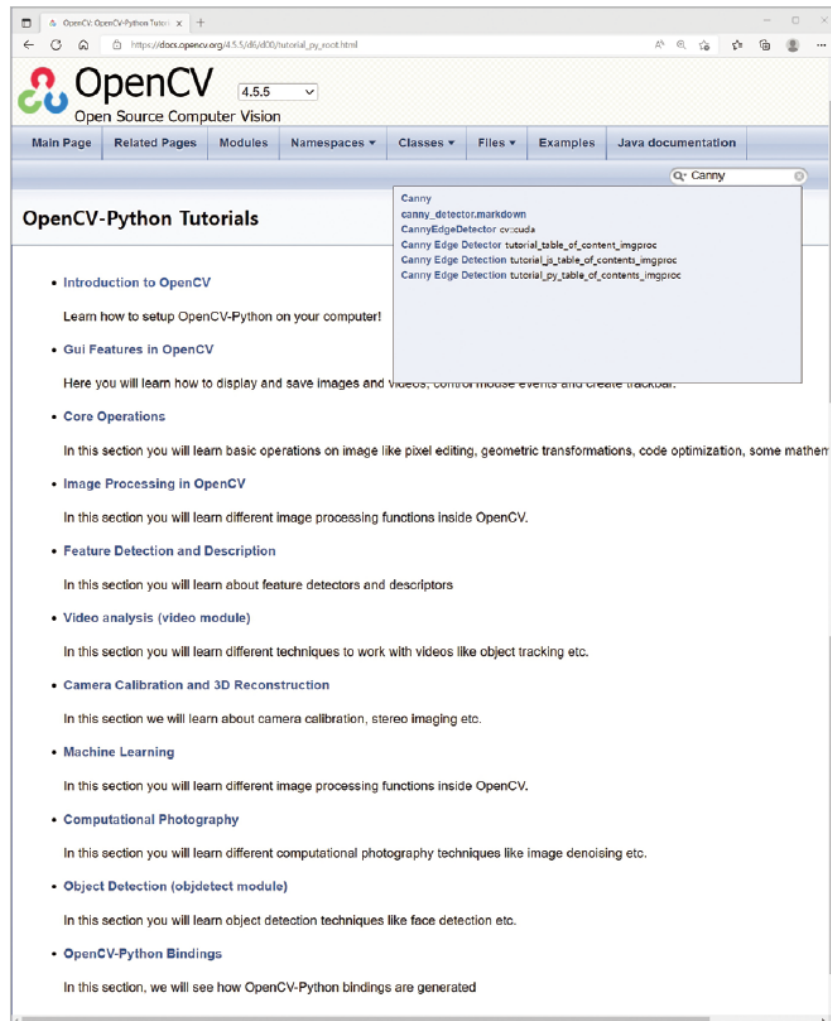 OpenCV: OpenCV-Python Tutori
https://docs.opencv.org/4.5.5/d6/d00/tutorial_py_root.html
OpenCV
4.5.5
Open Source Computer Vision
Main Page Related Pages Modules Namespaces Classes Files Examples Java documentation
Canny
OpenCV-Python Tutorials
Canny
canny_detector.markdown
CannyEdgeDetector cv::cuda
Canny Edge Detector tutorial_table_of_content_imgproc
Canny Edge Detection tutorial_js_table_of_contents_imgproc
Canny Edge Detection tutorial_py_table_of_contents_imgproc
Introduction to OpenCV
Learn how to setup OpenCV-Python on your computer!
Gui Features in OpenCV
Here you will learn how to display and save images and videos, control mouse events and create trackbar.
Core Operations
In this section you will learn basic operations on image like pixel editing, geometric transformations, code optimization, some mathem
Image Processing in OpenCV
In this section you will learn different image processing functions inside OpenCV.
Feature Detection and Description
In this section you will learn about feature detectors and descriptors
Video analysis (video module)
In this section you will learn different techniques to work with videos like object tracking etc.
Camera Calibration and 3D Reconstruction
In this section we will learn about camera calibration, stereo imaging etc.
Machine Learning
In this section you will learn different image processing functions inside OpenCV.
Computational Photography
In this section you will learn different computational photography techniques like image denoising etc.
Object Detection (objdetect module)
In this section you will learn object detection techniques like face detection etc.
OpenCV-Python Bindings
In this section, we will see how OpenCV-Python bindings are generated